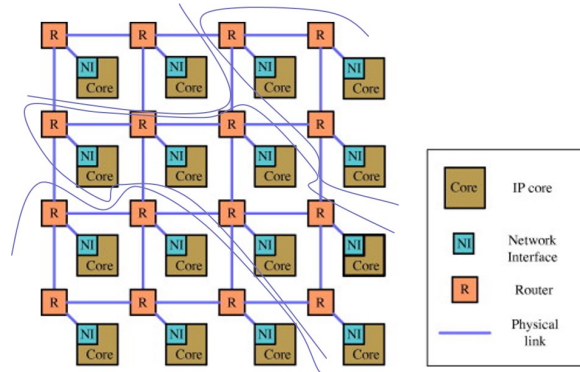 R R R R
NI NI NI NI
Core Core Core Core
R R R R
NI NI NI NI
Core Core Core Core
R R R R
NI NI NI NI
Core Core Core Core
R R R R
NI NI NI NI
Core Core Core Core
Core IP core
NI Network
Interface
R Router
Physical
link